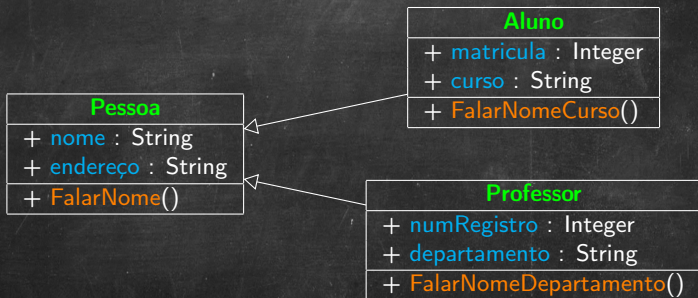 Aluno
+ matricula : Integer
+ curso : String
+ FalarNomeCurso()
Pessoa
+ nome : String
+ endereço : String
+ FalarNome()
Professor
+ numRegistro : Integer
+ departamento : String
+ FalarNomeDepartamento()